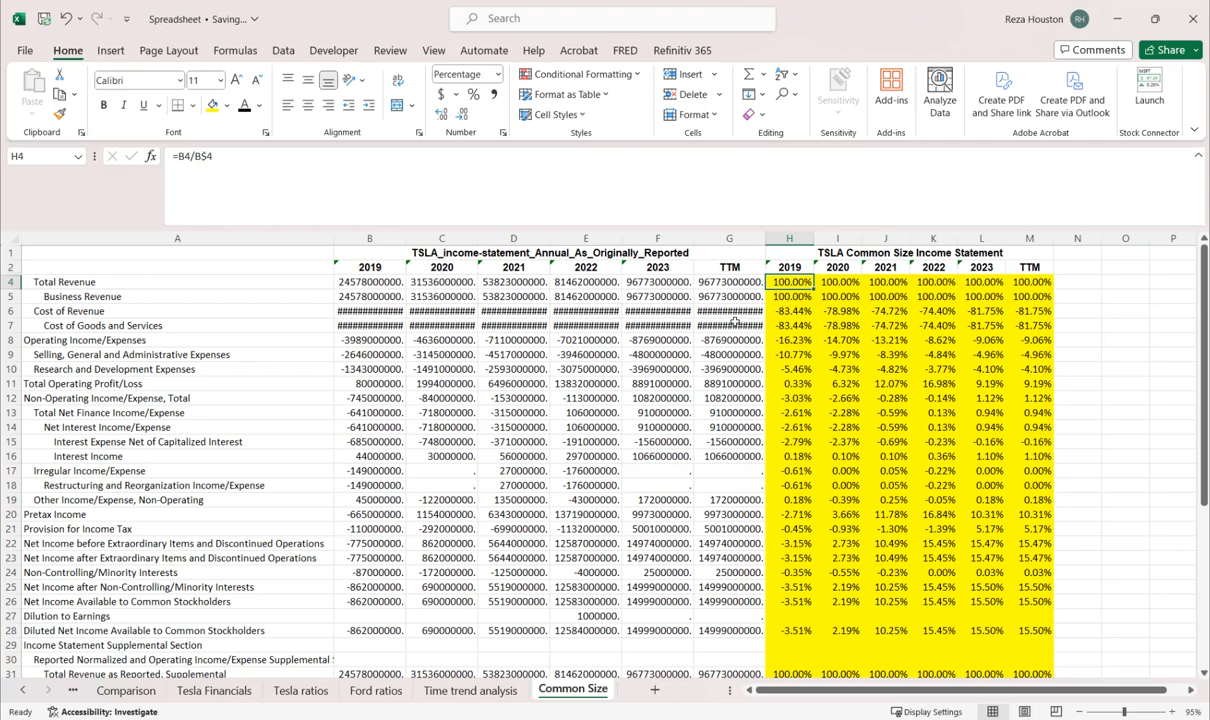 Spreadsheet • Saving...
Search
Reza Houston RH
File Home Insert Page Layout Formulas Data Developer Review View Automate Help Acrobat FRED Refinitiv 365 Comments Share
Calibri 11 Percentage Conditional Formatting Insert
Paste Format as Table Delete Sensitivity Add-ins Analyze Data Create PDF and Share link Create PDF and Share via Outlook Launch
B I U A $ % Cell Styles Format
Clipboard Font Alignment Number Styles Cells Editing Sensitivity Add-ins Adobe Acrobat Stock Connector
H4 fx =B4/B$4
A B C D E F G H I J K L M N O P
1 TSLA_income-statement_Annual_As_Originally_Reported TSLA Common Size Income Statement
2 2019 2020 2021 2022 2023 TTM 2019 2020 2021 2022 2023 TTM
4 Total Revenue 24578000000. 31536000000. 53823000000. 81462000000. 96773000000. 96773000000. 100.00% 100.00% 100.00% 100.00% 100.00% 100.00%
5 Business Revenue 24578000000. 31536000000. 53823000000. 81462000000. 96773000000. 96773000000. 100.00% 100.00% 100.00% 100.00% 100.00% 100.00%
6 Cost of Revenue ############ ############ ############ ############ ############ ############ -83.44% -78.98% -74.72% -74.40% -81.75% -81.75%
7 Cost of Goods and Services ############ ############ ############ ############ ############ ############ -83.44% -78.98% -74.72% -74.40% -81.75% -81.75%
8 Operating Income/Expenses -3989000000. -4636000000. -7110000000. -7021000000. -8769000000. -8769000000. -16.23% -14.70% -13.21% -8.62% -9.06% -9.06%
9 Selling, General and Administrative Expenses -2646000000. -3145000000. -4517000000. -3946000000. -4800000000. -4800000000. -10.77% -9.97% -8.39% -4.84% -4.96% -4.96%
10 Research and Development Expenses -1343000000. -1491000000. -2593000000. -3075000000. -3969000000. -3969000000. -5.46% -4.73% -4.82% -3.77% -4.10% -4.10%
11 Total Operating Profit/Loss 80000000. 1994000000. 6496000000. 13832000000. 8891000000. 8891000000. 0.33% 6.32% 12.07% 16.98% 9.19% 9.19%
12 Non-Operating Income/Expense, Total -745000000. -840000000. -153000000. -113000000. 1082000000. 1082000000. -3.03% -2.66% -0.28% -0.14% 1.12% 1.12%
13 Total Net Finance Income/Expense -641000000. -718000000. -315000000. 106000000. 910000000. 910000000. -2.61% -2.28% -0.59% 0.13% 0.94% 0.94%
14 Net Interest Income/Expense -641000000. -718000000. -315000000. 106000000. 910000000. 910000000. -2.61% -2.28% -0.59% 0.13% 0.94% 0.94%
15 Interest Expense Net of Capitalized Interest -685000000. -748000000. -371000000. -191000000. -156000000. -156000000. -2.79% -2.37% -0.69% -0.23% -0.16% -0.16%
16 Interest Income 44000000. 30000000. 56000000. 297000000. 1066000000. 1066000000. 0.18% 0.10% 0.10% 0.36% 1.10% 1.10%
17 Irregular Income/Expense -149000000. . 27000000. -176000000. . . -0.61% 0.00% 0.05% -0.22% 0.00% 0.00%
18 Restructuring and Reorganization Income/Expense -149000000. . 27000000. -176000000. . . -0.61% 0.00% 0.05% -0.22% 0.00% 0.00%
19 Other Income/Expense, Non-Operating 45000000. -122000000. 135000000. -43000000. 172000000. 172000000. 0.18% -0.39% 0.25% -0.05% 0.18% 0.18%
20 Pretax Income -665000000. 1154000000. 6343000000. 13719000000. 9973000000. 9973000000. -2.71% 3.66% 11.78% 16.84% 10.31% 10.31%
21 Provision for Income Tax -110000000. -292000000. -699000000. -1132000000. 5001000000. 5001000000. -0.45% -0.93% -1.30% -1.39% 5.17% 5.17%
22 Net Income before Extraordinary Items and Discontinued Operations -775000000. 862000000. 5644000000. 12587000000. 14974000000. 14974000000. -3.15% 2.73% 10.49% 15.45% 15.47% 15.47%
23 Net Income after Extraordinary Items and Discontinued Operations -775000000. 862000000. 5644000000. 12587000000. 14974000000. 14974000000. -3.15% 2.73% 10.49% 15.45% 15.47% 15.47%
24 Non-Controlling/Minority Interests -87000000. -172000000. -125000000. -4000000. 25000000. 25000000. -0.35% -0.55% -0.23% 0.00% 0.03% 0.03%
25 Net Income after Non-Controlling/Minority Interests -862000000. 690000000. 5519000000. 12583000000. 14999000000. 14999000000. -3.51% 2.19% 10.25% 15.45% 15.50% 15.50%
26 Net Income Available to Common Stockholders -862000000. 690000000. 5519000000. 12583000000. 14999000000. 14999000000. -3.51% 2.19% 10.25% 15.45% 15.50% 15.50%
27 Dilution to Earnings 1000000. . .
28 Diluted Net Income Available to Common Stockholders -862000000. 690000000. 5519000000. 12584000000. 14999000000. 14999000000. -3.51% 2.19% 10.25% 15.45% 15.50% 15.50%
29 Income Statement Supplemental Section
30 Reported Normalized and Operating Income/Expense Supplemental
31 Total Revenue as Reported, Supplemental 24578000000. 31536000000. 53823000000. 81462000000. 96773000000. 96773000000. 100.00% 100.00% 100.00% 100.00% 100.00% 100.00%
... Comparison Tesla Financials Tesla ratios Ford ratios Time trend analysis Common Size
Ready Accessibility: Investigate Display Settings 95%